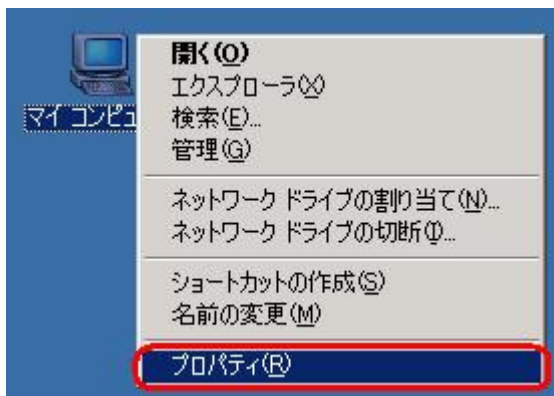 マイ コンピュ
開く(O)
エクスプローラ(X)
検索(E)...
管理(G)
ネットワーク ドライブの割り当て(N)...
ネットワーク ドライブの切断(I)...
ショートカットの作成(S)
名前の変更(M)
プロパティ(R)